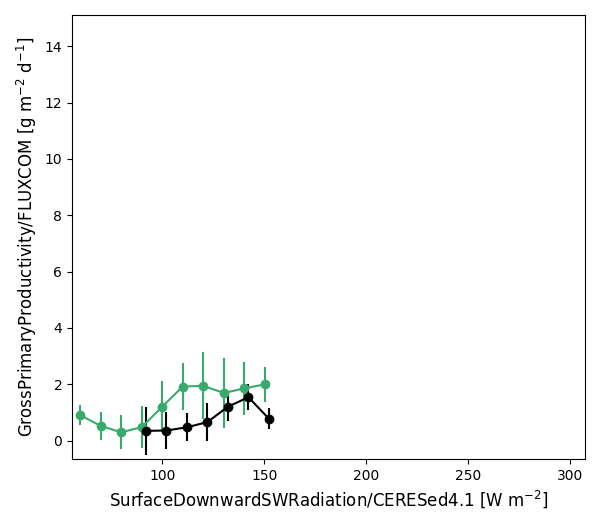 14
12
10
8
6
4
2
0
GrossPrimaryProductivity/FLUXCOM [g m⁻² d⁻¹]
100 150 200 250 300
SurfaceDownwardSWRadiation/CERESed4.1 [W m⁻²]